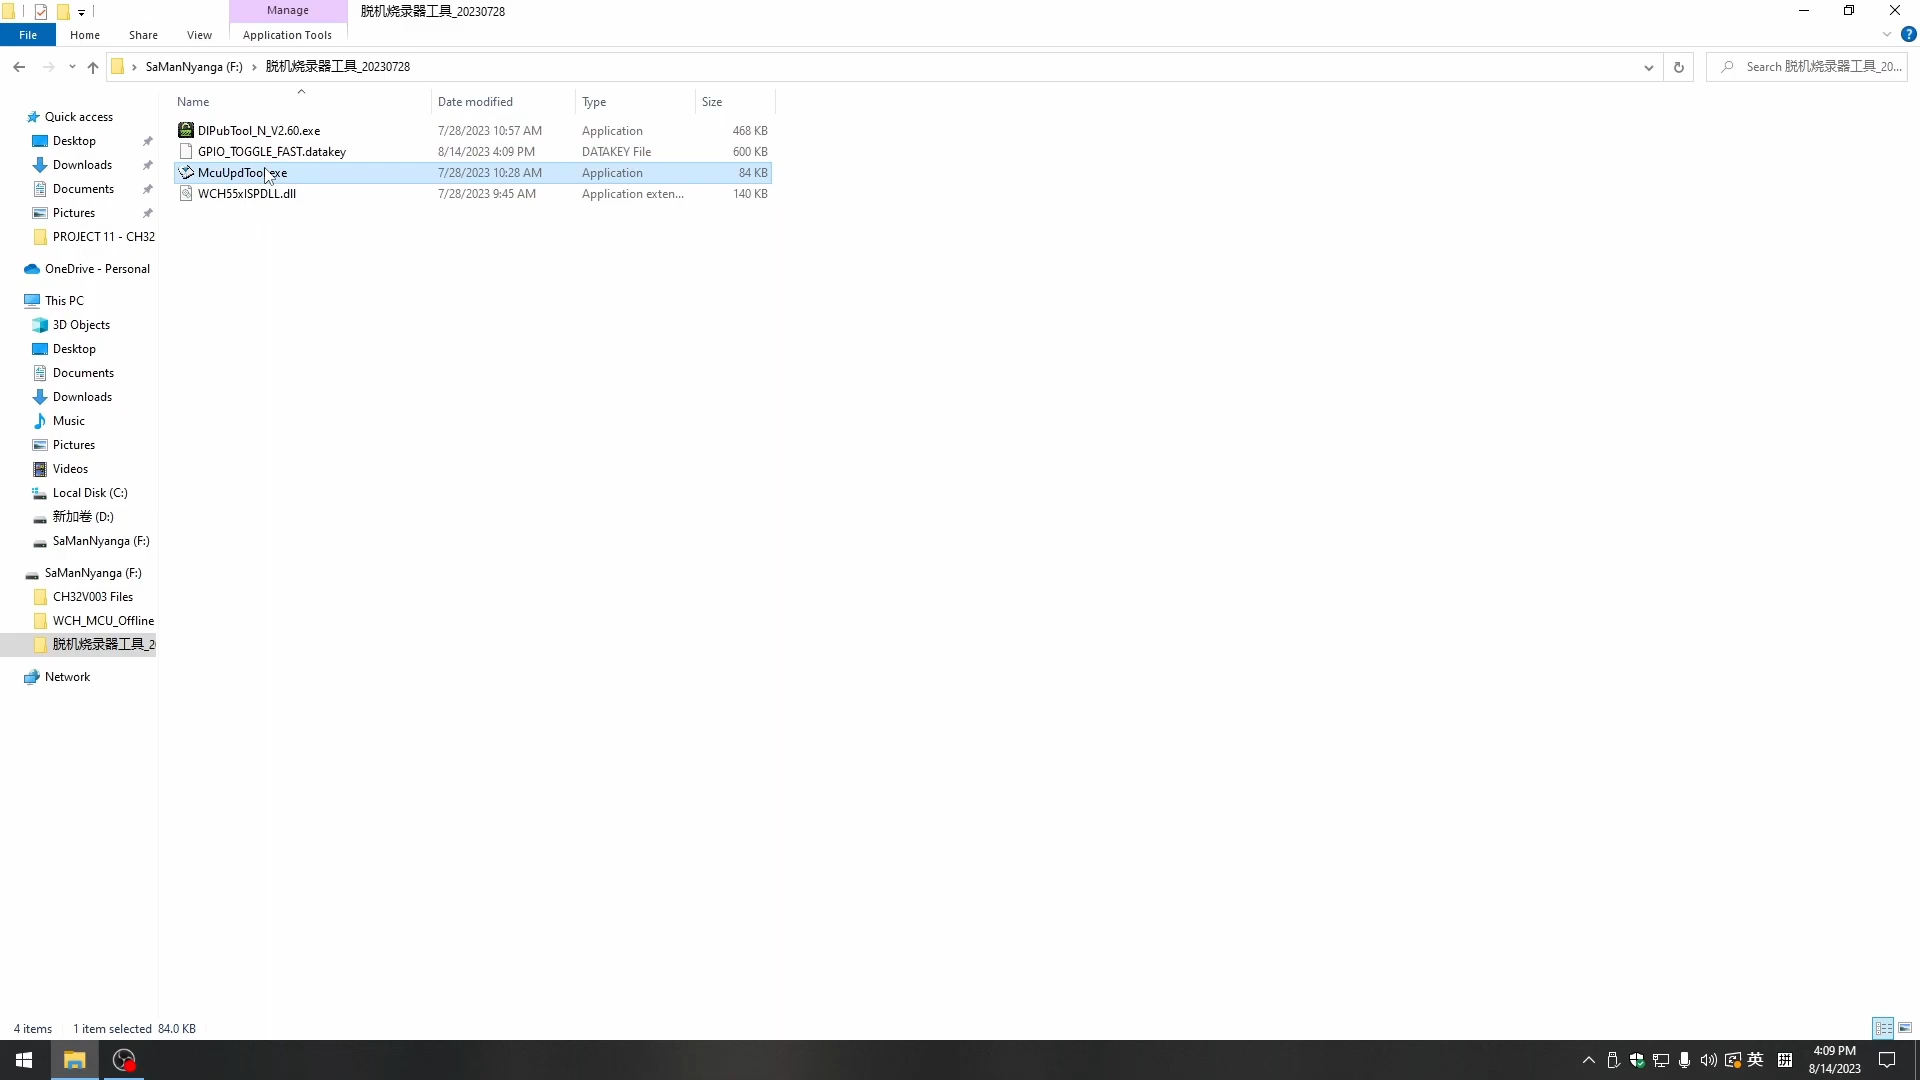 Manage
脱机烧录器工具_20230728
File
Home
Share
View
Application Tools
SaManNyanga (F:)
脱机烧录器工具_20230728
Search 脱机烧录器工具_20...
Name
Date modified
Type
Size
DIPubTool_N_V2.60.exe
7/28/2023 10:57 AM
Application
468 KB
GPIO_TOGGLE_FAST.datakey
8/14/2023 4:09 PM
DATAKEY File
600 KB
McuUpdTool.exe
7/28/2023 10:28 AM
Application
84 KB
WCH55xISPDLL.dll
7/28/2023 9:45 AM
Application exten...
140 KB
Quick access
Desktop
Downloads
Documents
Pictures
PROJECT 11 - CH32
OneDrive - Personal
This PC
3D Objects
Desktop
Documents
Downloads
Music
Pictures
Videos
Local Disk (C:)
新加卷 (D:)
SaManNyanga (F:)
SaManNyanga (F:)
CH32V003 Files
WCH_MCU_Offline
脱机烧录器工具_20
Network
4 items
1 item selected 84.0 KB
英
拼
4:09 PM
8/14/2023